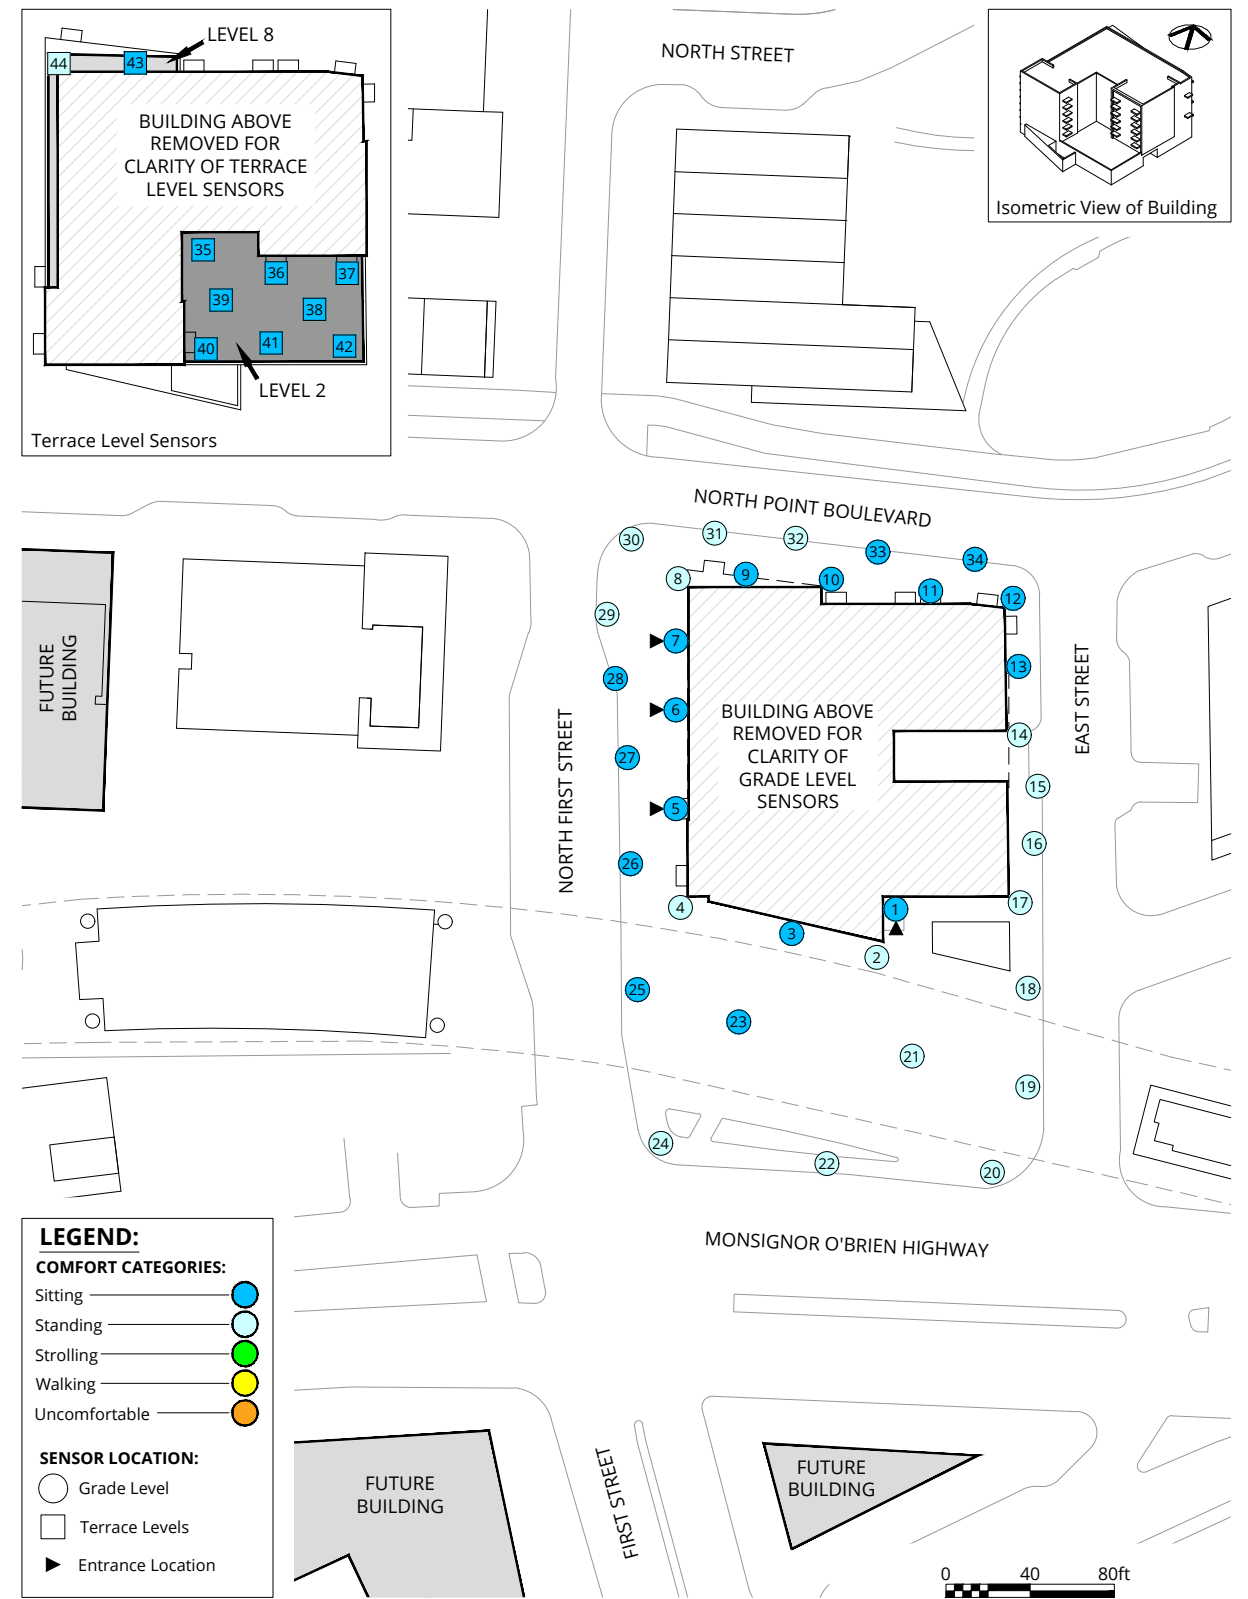 LEVEL 8
44
43
BUILDING ABOVE
REMOVED FOR
CLARITY OF TERRACE
LEVEL SENSORS
35
36
37
39
38
40
41
42
LEVEL 2
Terrace Level Sensors
NORTH STREET
Isometric View of Building
NORTH POINT BOULEVARD
30
31
32
33
34
8
9
10
11
12
29
7
13
28
6
14
27
15
5
16
26
4
17
1
3
2
25
18
23
21
19
24
22
20
BUILDING ABOVE
REMOVED FOR
CLARITY OF
GRADE LEVEL
SENSORS
FUTURE
BUILDING
NORTH FIRST STREET
EAST STREET
MONSIGNOR O'BRIEN HIGHWAY
LEGEND:
COMFORT CATEGORIES:
Sitting
Standing
Strolling
Walking
Uncomfortable
SENSOR LOCATION:
Grade Level
Terrace Levels
Entrance Location
FUTURE
BUILDING
FIRST STREET
FUTURE
BUILDING
0 40 80ft